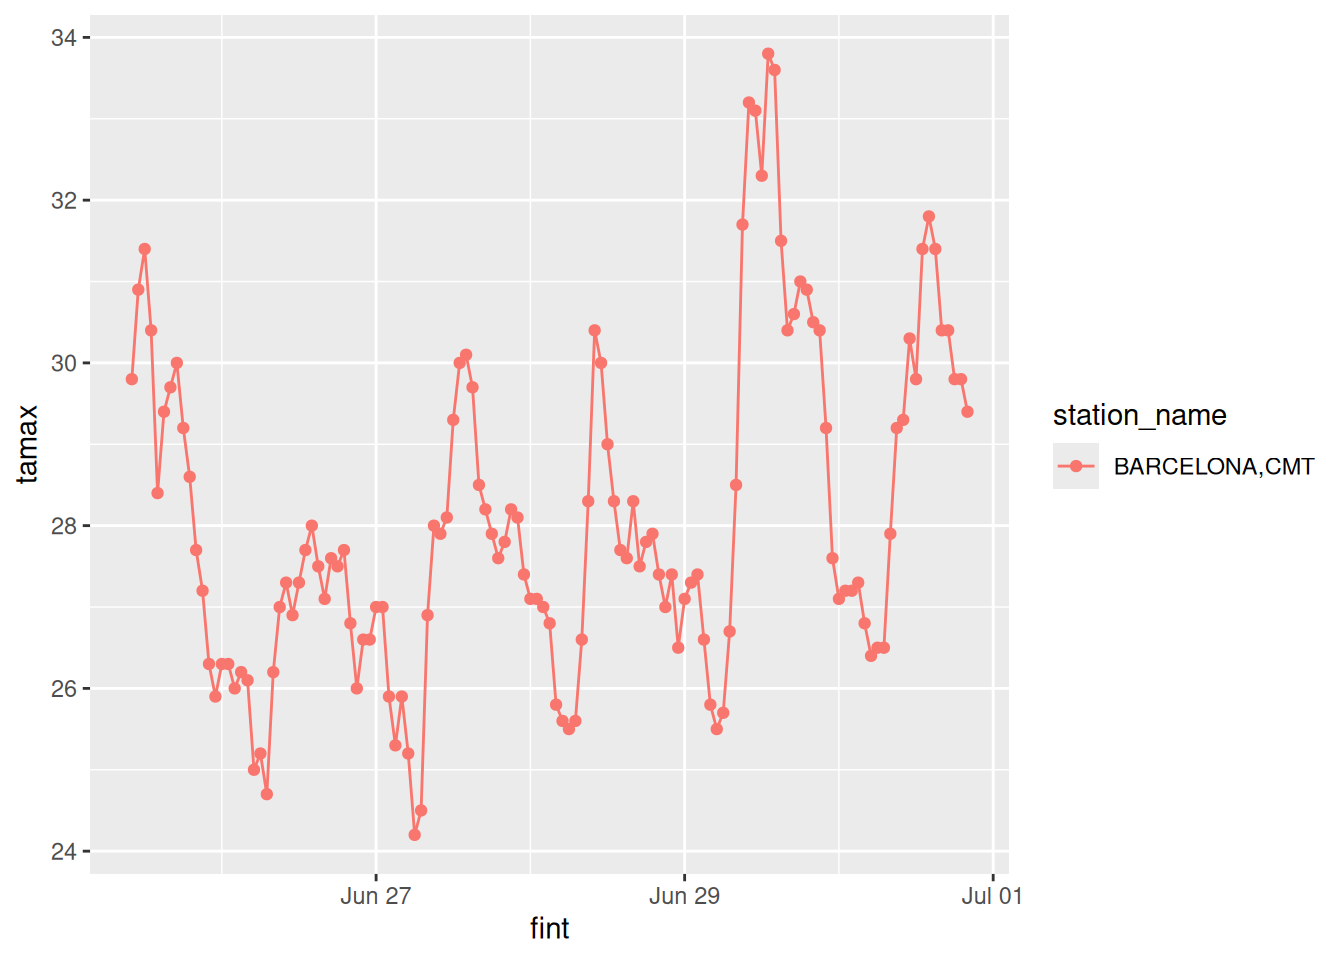 34
32
30
28
26
24
tamax
Jun 27
Jun 29
Jul 01
fint
station_name
BARCELONA,CMT